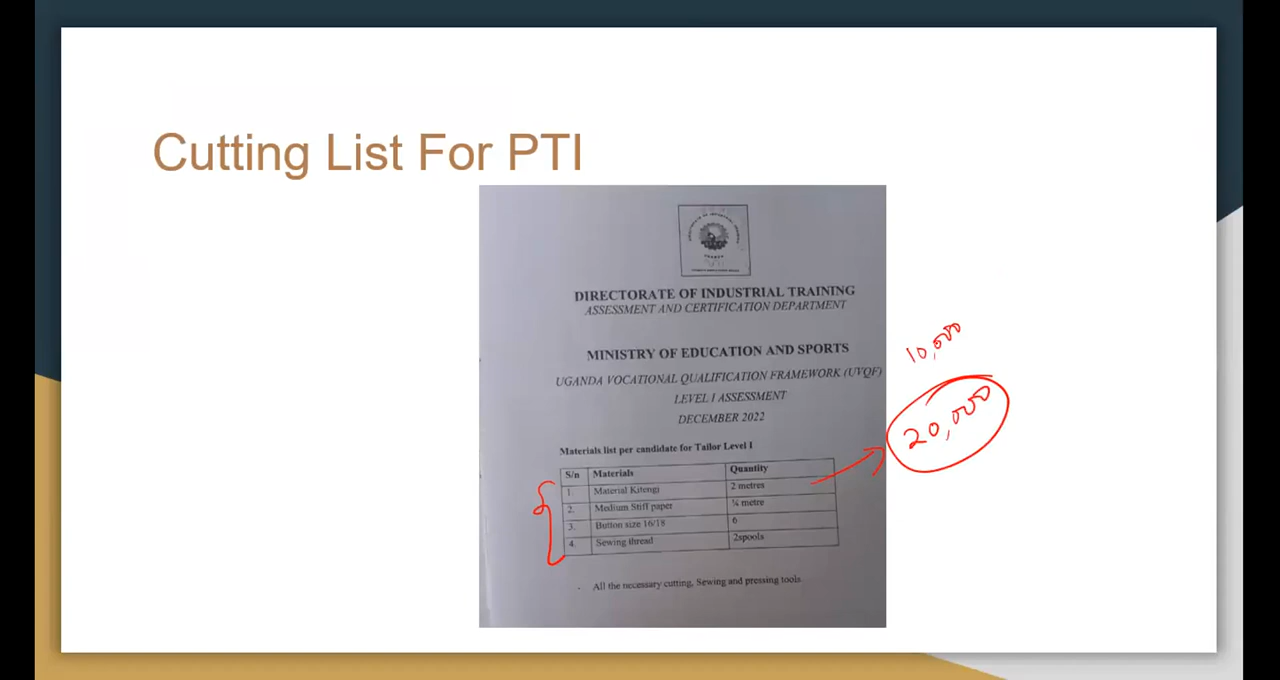 Cutting List For PTI
DIRECTORATE OF INDUSTRIAL TRAINING
ASSESSMENT AND CERTIFICATION DEPARTMENT
MINISTRY OF EDUCATION AND SPORTS
UGANDA VOCATIONAL QUALIFICATION FRAMEWORK (UVQF)
LEVEL I ASSESSMENT
DECEMBER 2022
Materials list per candidate for Tailor Level I
S/n Materials Quantity
1. Material Kitengi 2 metres
2. Medium Stiff paper ¼ metre
3. Button size 16/18 6
4. Sewing thread 2spools
- All the necessary cutting, Sewing and pressing tools
10,000
20,000